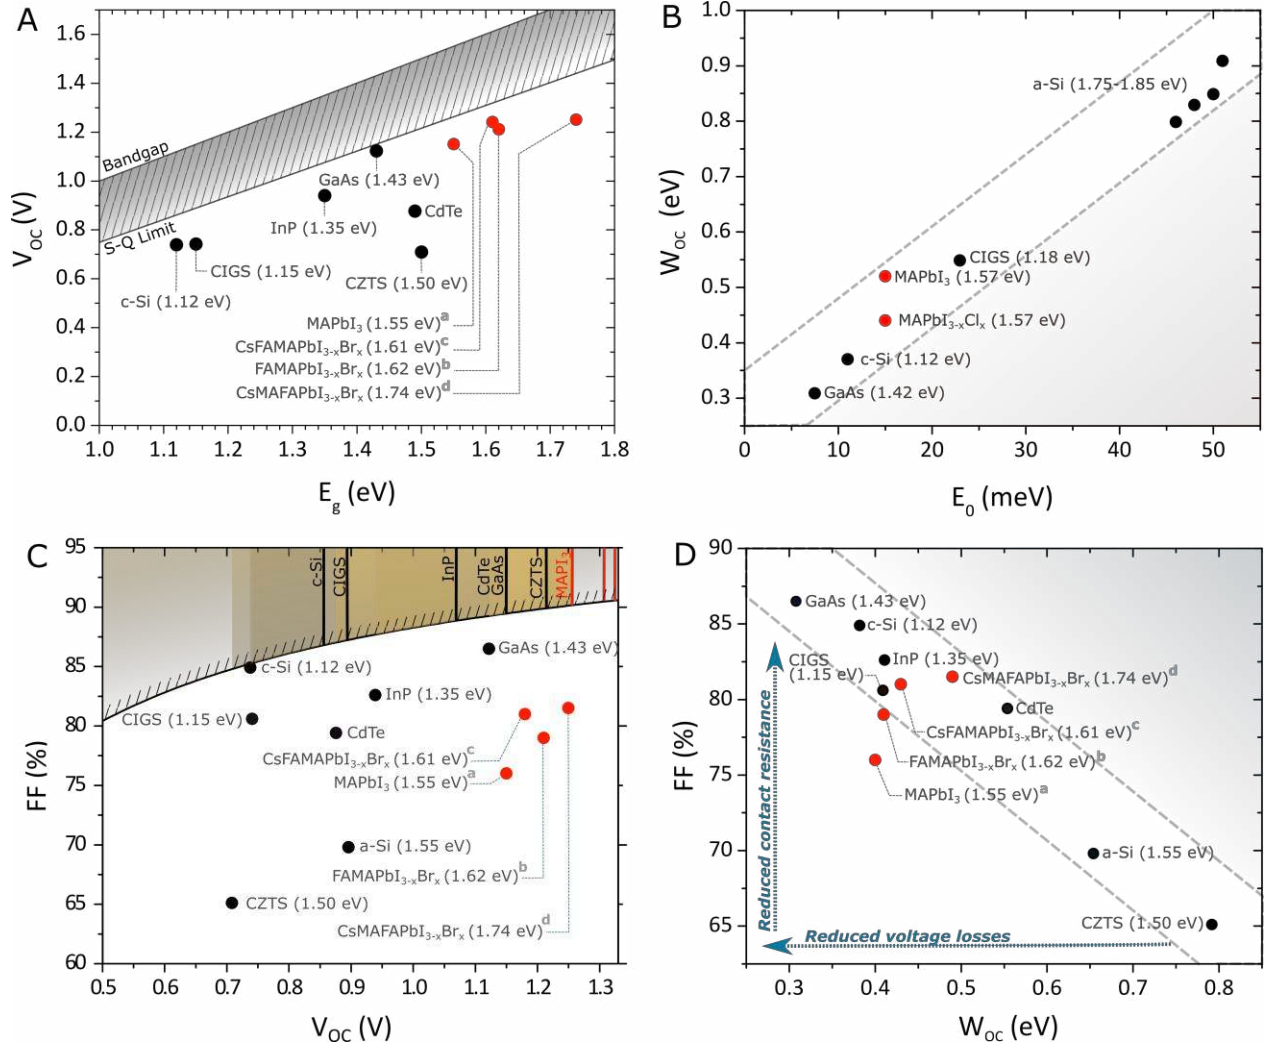 A
1.6
1.4
1.2
1.0
0.8
0.6
0.4
0.2
0.0
V_OC (V)
Bandgap
S-Q Limit
GaAs (1.43 eV)
CdTe
InP (1.35 eV)
CIGS (1.15 eV)
CZTS (1.50 eV)
c-Si (1.12 eV)
MAPbI₃ (1.55 eV)ᵃ
CsFAMAPbI₃₋ₓBrₓ (1.61 eV)ᶜ
FAMAPbI₃₋ₓBrₓ (1.62 eV)ᵇ
CsMAFAPbI₃₋ₓBrₓ (1.74 eV)ᵈ
1.0 1.1 1.2 1.3 1.4 1.5 1.6 1.7 1.8
E_g (eV)
B
1.0
0.9
0.8
0.7
0.6
0.5
0.4
0.3
W_OC (eV)
a-Si (1.75-1.85 eV)
CIGS (1.18 eV)
MAPbI₃ (1.57 eV)
MAPbI₃₋ₓClₓ (1.57 eV)
c-Si (1.12 eV)
GaAs (1.42 eV)
0 10 20 30 40 50
E₀ (meV)
C
95
90
85
80
75
70
65
60
FF (%)
c-Si
CIGS
InP
CdTe
GaAs
CZTS
MAPI₃
GaAs (1.43 eV)
c-Si (1.12 eV)
InP (1.35 eV)
CIGS (1.15 eV)
CdTe
CsFAMAPbI₃₋ₓBrₓ (1.61 eV)ᶜ
MAPbI₃ (1.55 eV)ᵃ
a-Si (1.55 eV)
FAMAPbI₃₋ₓBrₓ (1.62 eV)ᵇ
CZTS (1.50 eV)
CsMAFAPbI₃₋ₓBrₓ (1.74 eV)ᵈ
0.5 0.6 0.7 0.8 0.9 1.0 1.1 1.2 1.3
V_OC (V)
D
90
85
80
75
70
65
FF (%)
GaAs (1.43 eV)
c-Si (1.12 eV)
CIGS
(1.15 eV)
InP (1.35 eV)
CsMAFAPbI₃₋ₓBrₓ (1.74 eV)ᵈ
CdTe
CsFAMAPbI₃₋ₓBrₓ (1.61 eV)ᶜ
FAMAPbI₃₋ₓBrₓ (1.62 eV)ᵇ
MAPbI₃ (1.55 eV)ᵃ
a-Si (1.55 eV)
CZTS (1.50 eV)
Reduced contact resistance
Reduced voltage losses
0.3 0.4 0.5 0.6 0.7 0.8
W_OC (eV)